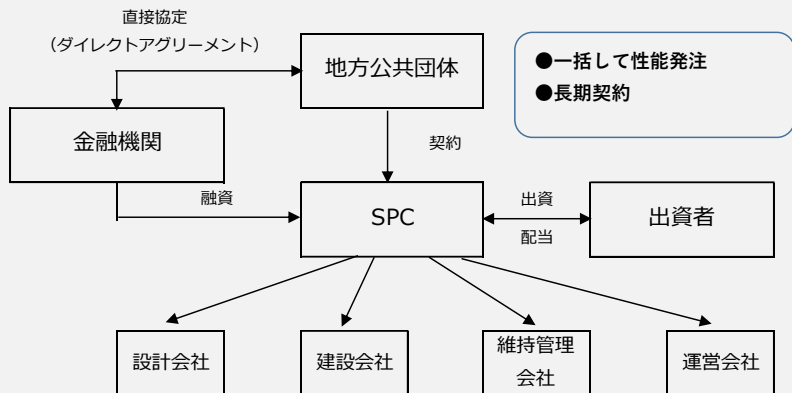 直接協定
（ダイレクトアグリーメント）
地方公共団体
●一括して性能発注
●長期契約
金融機関
契約
融資
SPC
出資
配当
出資者
設計会社
建設会社
維持管理
会社
運営会社